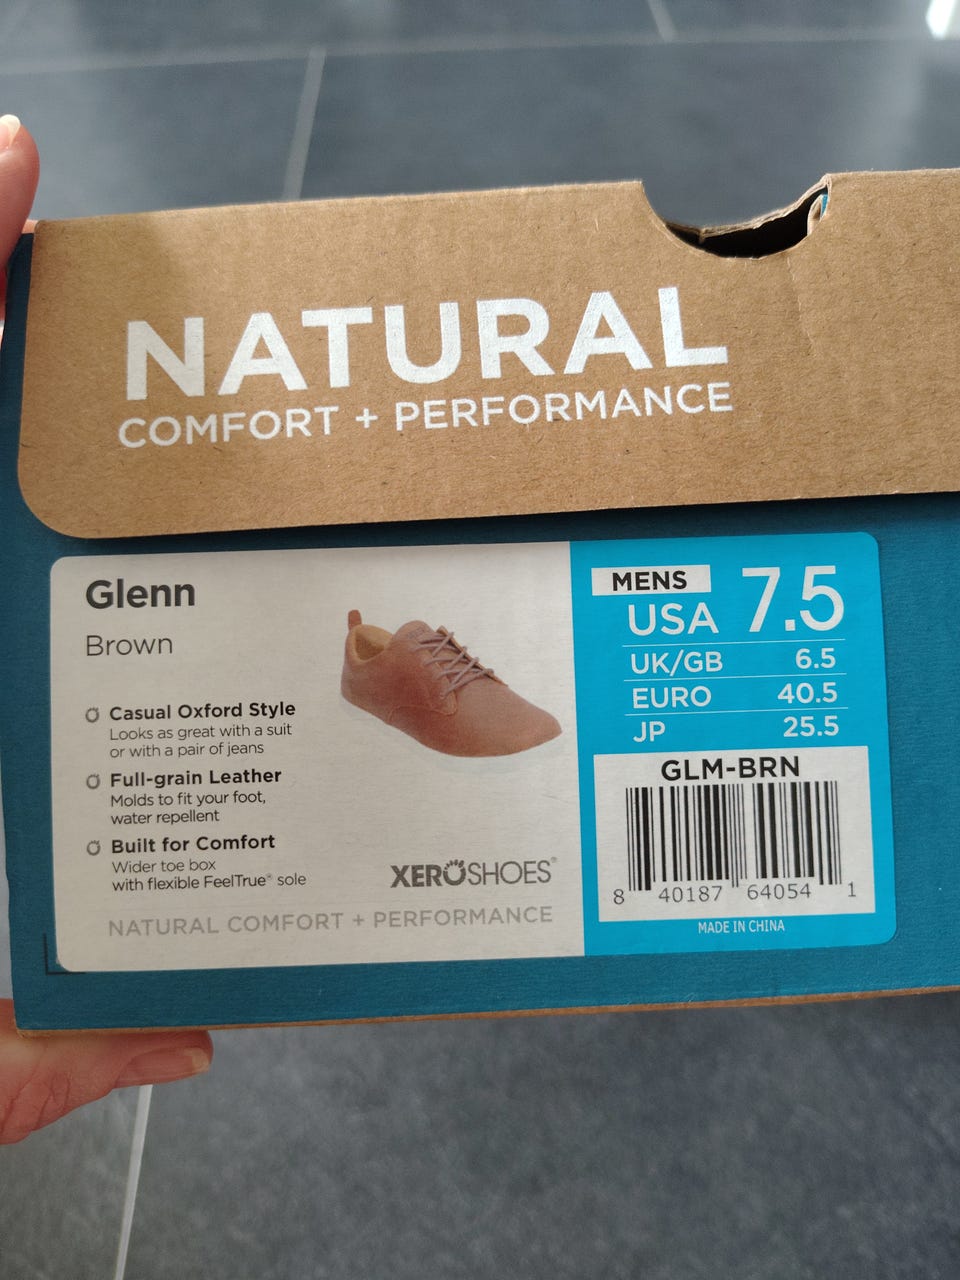 NATURAL
COMFORT + PERFORMANCE
Glenn
Brown
Casual Oxford Style
Looks as great with a suit
or with a pair of jeans
Full-grain Leather
Molds to fit your foot,
water repellent
Built for Comfort
Wider toe box
with flexible FeelTrue® sole
XEROSHOES®
NATURAL COMFORT + PERFORMANCE
MENS
USA 7.5
UK/GB 6.5
EURO 40.5
JP 25.5
GLM-BRN
8 40187 64054 1
MADE IN CHINA